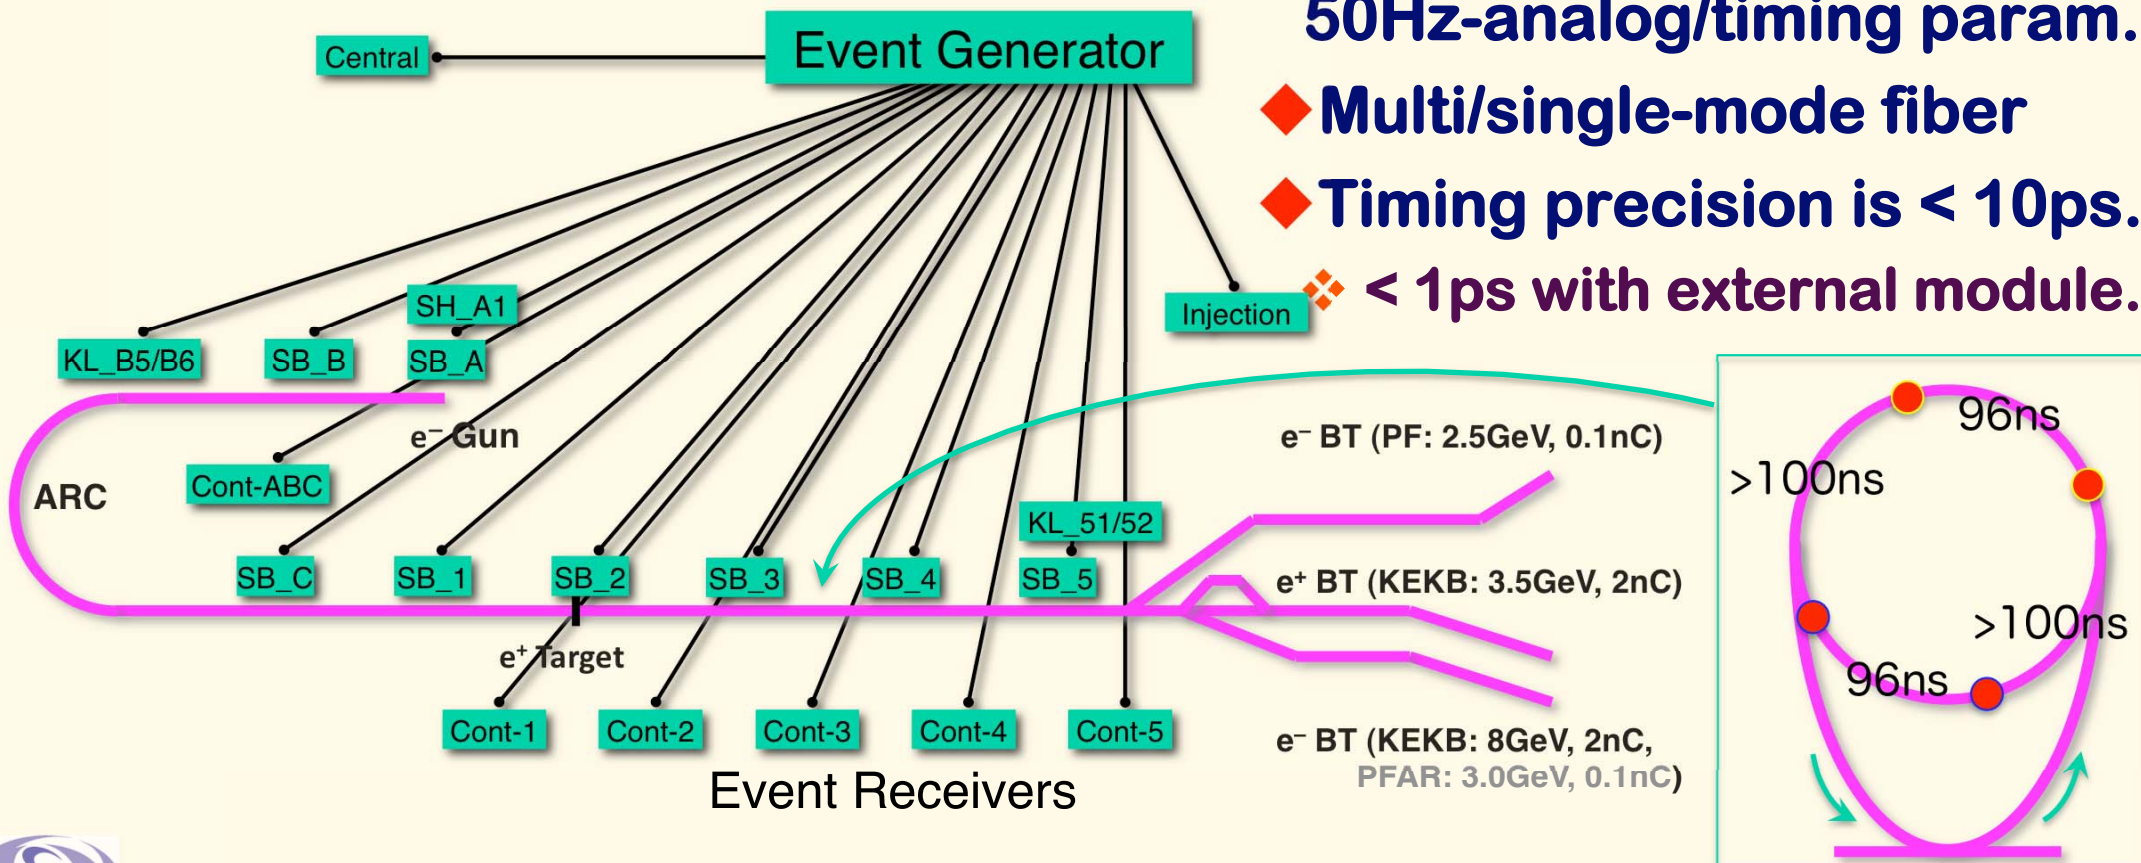 50Hz-analog/timing param.
Event Generator
Central
Multi/single-mode fiber
Timing precision is < 10ps.
< 1ps with external module.
SH_A1
Injection
KL_B5/B6
SB_B
SB_A
e⁻ Gun
Cont-ABC
ARC
e⁻ BT (PF: 2.5GeV, 0.1nC)
96ns
>100ns
KL_51/52
SB_C
SB_1
SB_2
SB_3
SB_4
SB_5
e⁺ BT (KEKB: 3.5GeV, 2nC)
>100ns
96ns
e⁺ Target
Cont-1
Cont-2
Cont-3
Cont-4
Cont-5
e⁻ BT (KEKB: 8GeV, 2nC,
PFAR: 3.0GeV, 0.1nC)
Event Receivers